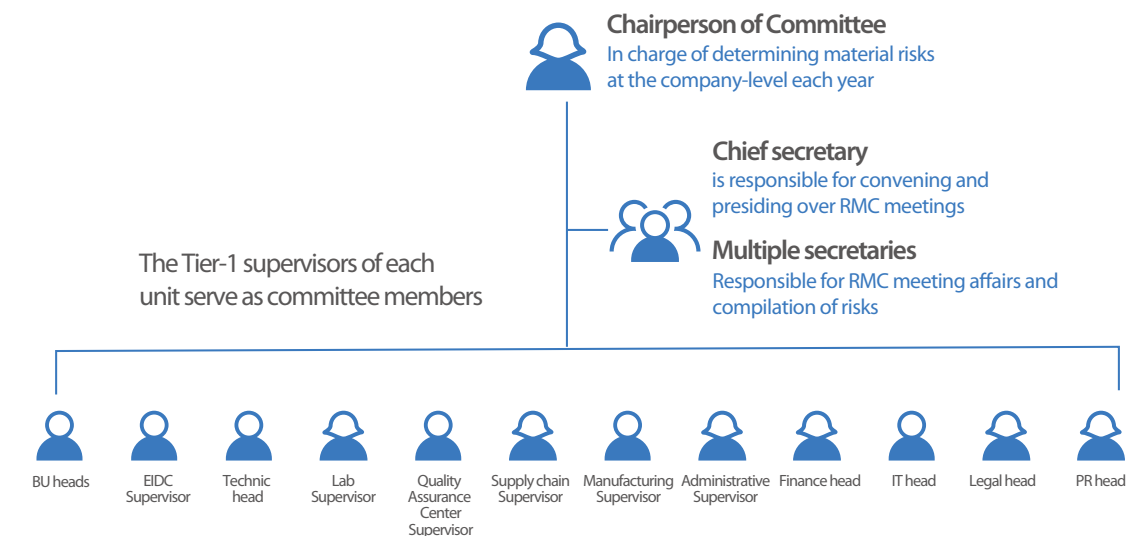 Chairperson of Committee
In charge of determining material risks
at the company-level each year
Chief secretary
is responsible for convening and
presiding over RMC meetings
Multiple secretaries
Responsible for RMC meeting affairs and
compilation of risks
The Tier-1 supervisors of each
unit serve as committee members
BU heads
EIDC
Supervisor
Technic
head
Lab
Supervisor
Quality
Assurance
Center
Supervisor
Supply chain
Supervisor
Manufacturing
Supervisor
Administrative
Supervisor
Finance head
IT head
Legal head
PR head